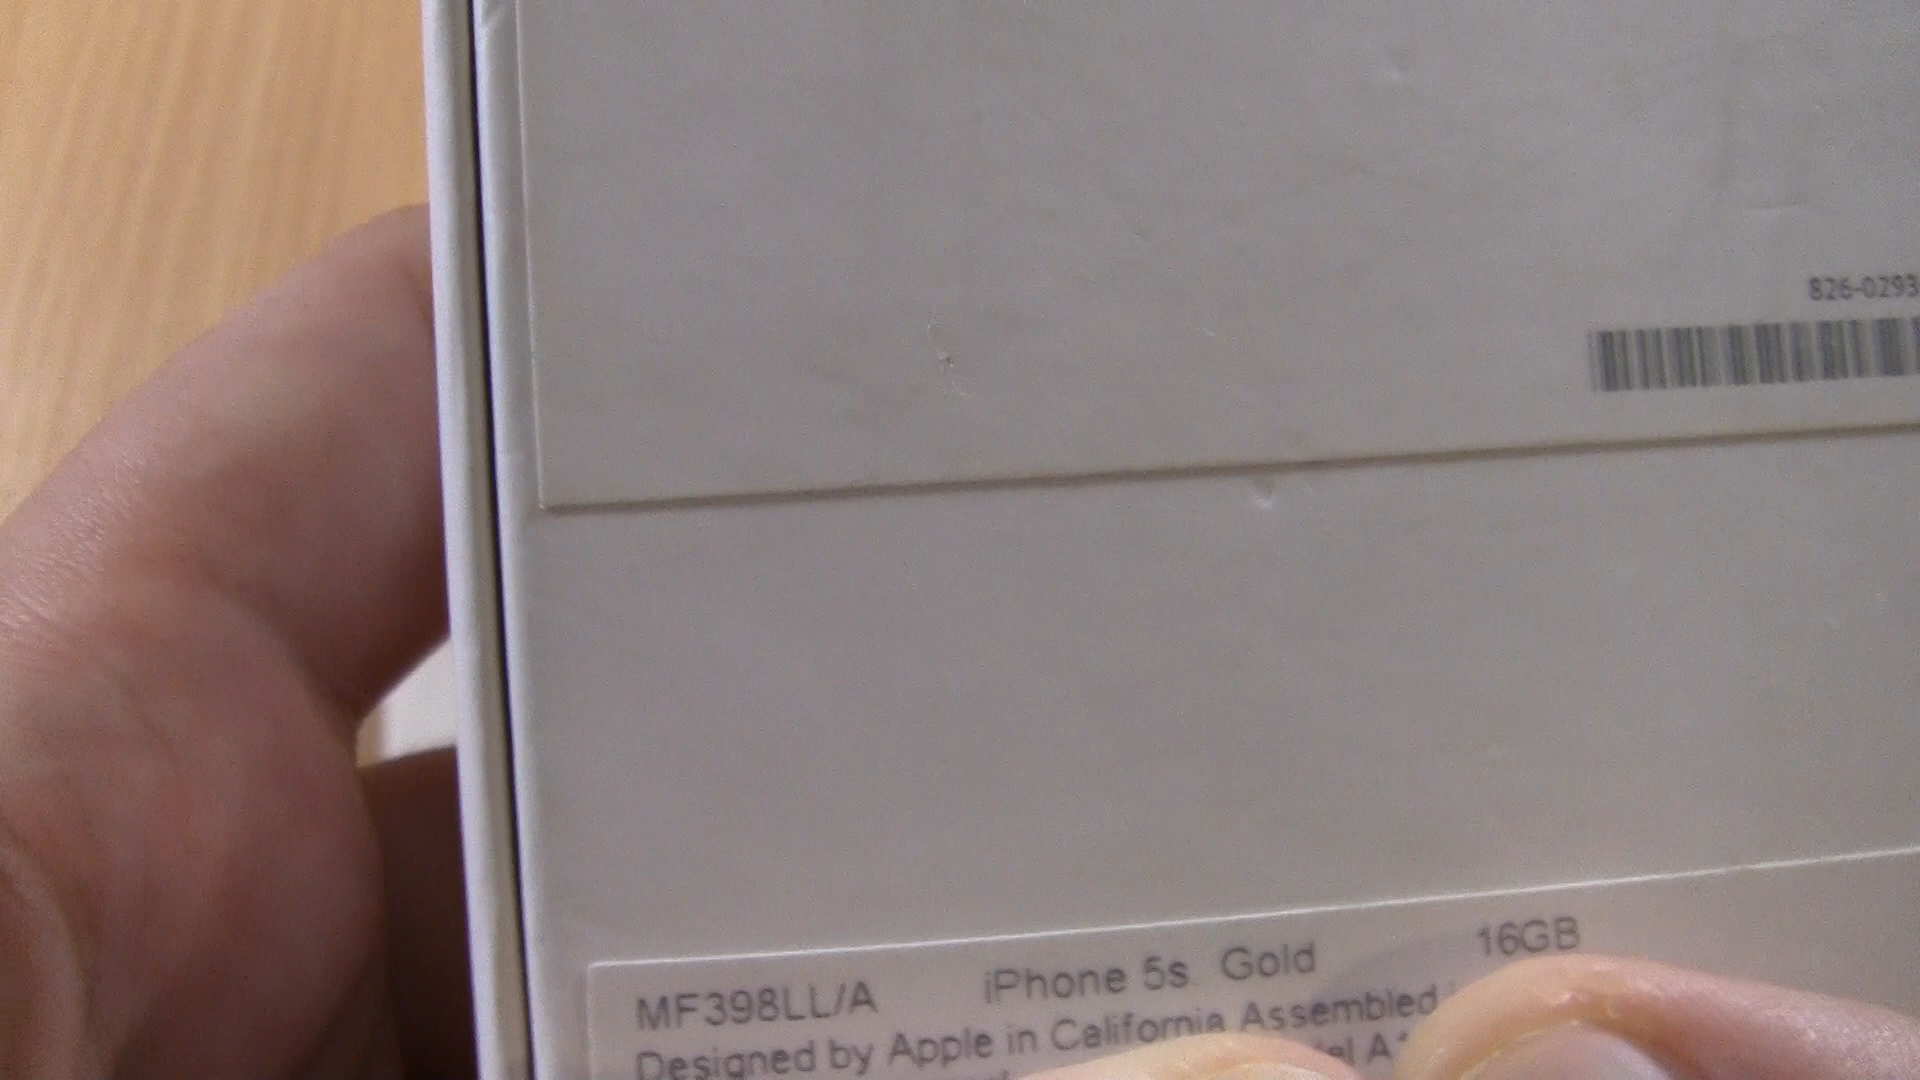 826-0293
MF398LL/A iPhone 5s Gold 16GB
Designed by Apple in California Assembled